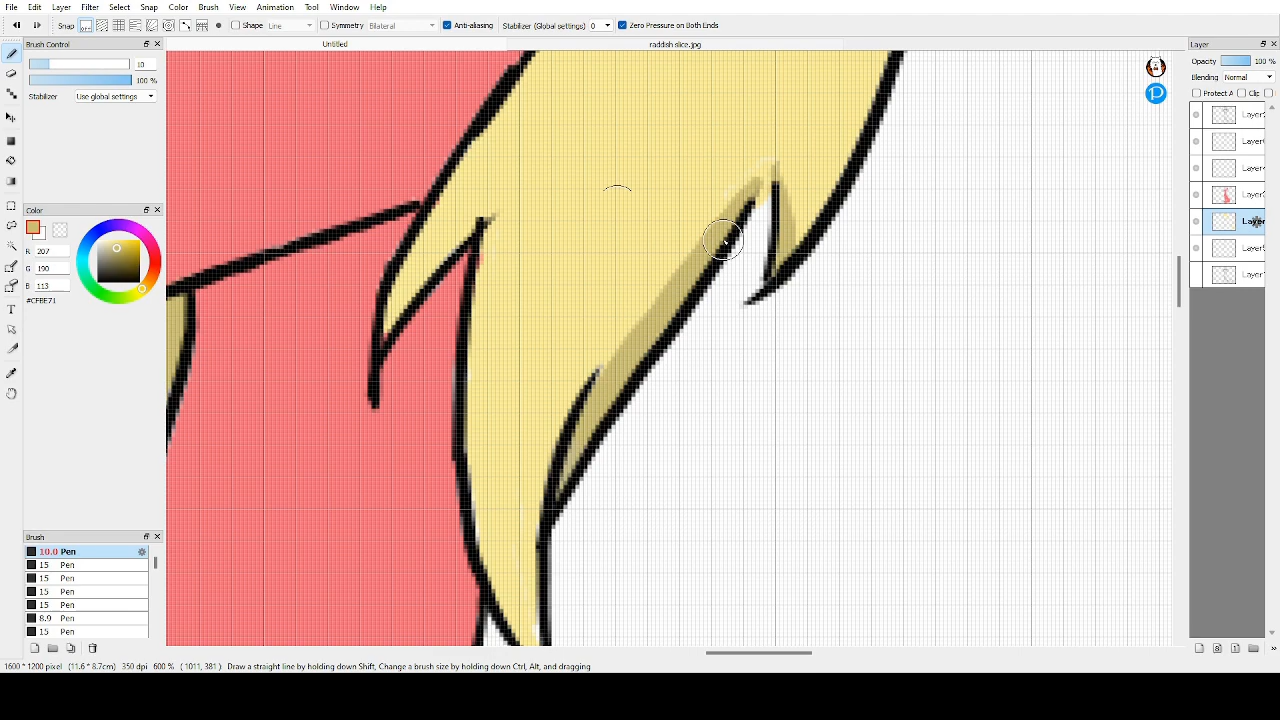 File Edit Layer Filter Select Snap Color Brush View Animation Tool Window Help
Snap Shape Line Symmetry Bilateral Anti-aliasing Stabilizer (Global settings) 0 Zero Pressure on Both Ends
Brush Control Untitled raddish slice.jpg Layer
10
100 %
Stabilizer Use global settings
Opacity 100 %
Blending Normal
Protect A Clip
Color
R 207
G 190
B 113
#CFBE71
Brush
10.0 Pen
15 Pen
15 Pen
15 Pen
15 Pen
8.9 Pen
15 Pen
1600 * 1200 pixel (11.6 * 8.7cm) 350 dpi 600 % ( 1011, 381 ) Draw a straight line by holding down Shift, Change a brush size by holding down Ctrl, Alt, and dragging